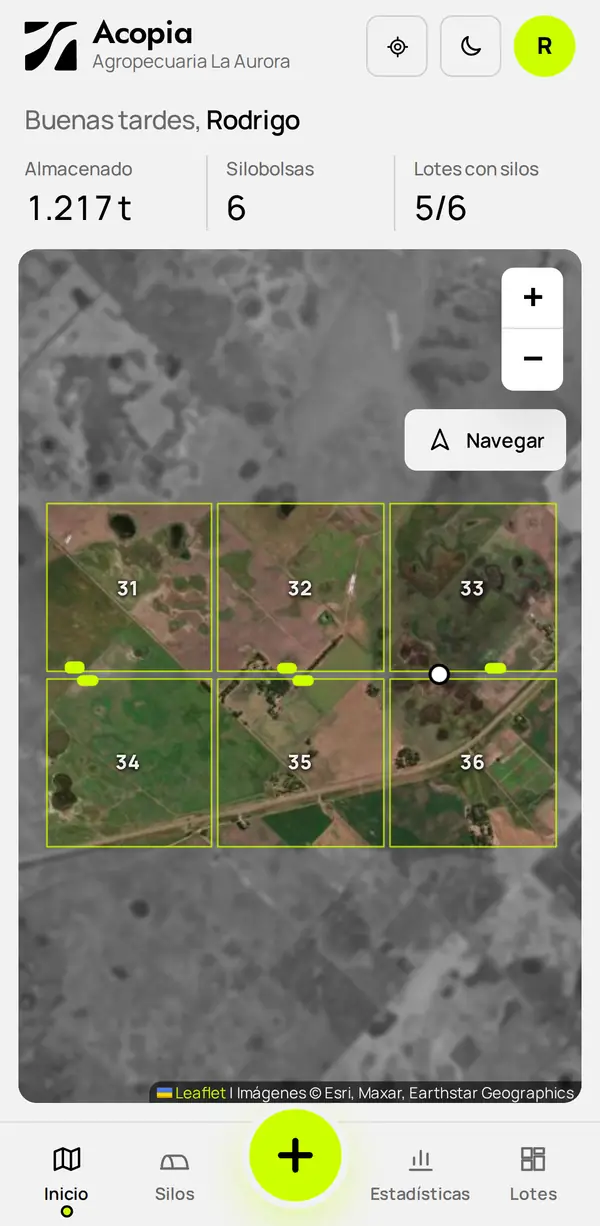 Acopia
Agropecuaria La Aurora
R
Buenas tardes, Rodrigo
Almacenado
1.217 t
Silobolsas
6
Lotes con silos
5/6
+
−
Navegar
31
32
33
34
35
36
Leaflet | Imágenes © Esri, Maxar, Earthstar Geographics
Inicio
Silos
+
Estadísticas
Lotes